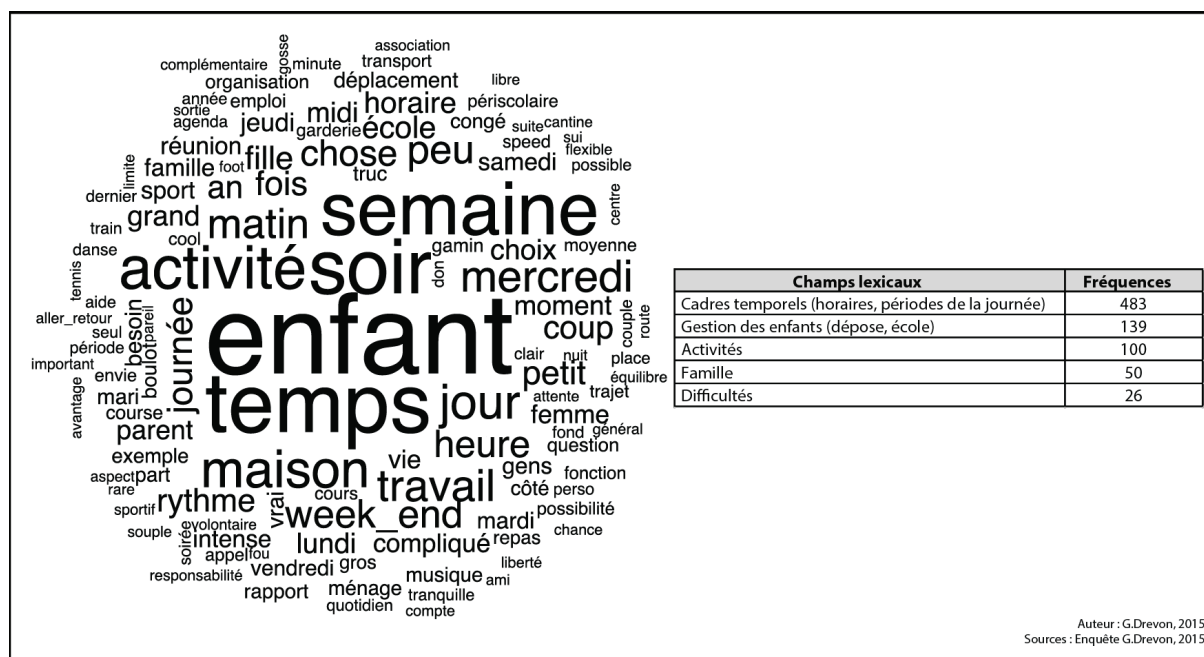 association
gosse
complémentaire minute transport
organisation déplacement libre
année emploi midi horaire périscolaire
sortie
agenda jeudi garderie école congé suite cantine
réunion fille chose peu speed sui flexible
limite famille foot truc samedi possible
dernier sport an fois semaine centre
train grand matin
danse cool gamin choix moyenne
tennis activité soir don mercredi
aide moment couple route
aller_retour besoin pareil journée enfant coup
seul
période clair nuit place
important envie boulot petit équilibre
avantage mari temps jour attente trajet
course femme
parent fond général
exemple heure question
maison vie gens
aspect part travail fonction
rare rythme cours côté perso
sportif vrai week_end possibilité
souple volontaire mardi chance
soirée intense lundi compliqué repas
appel fou liberté
responsabilité vendredi gros musique ami
rapport ménage tranquille
quotidien compte
Champs lexicaux Fréquences
Cadres temporels (horaires, périodes de la journée) 483
Gestion des enfants (dépose, école) 139
Activités 100
Famille 50
Difficultés 26
Auteur : G.Drevon, 2015
Sources : Enquête G.Drevon, 2015